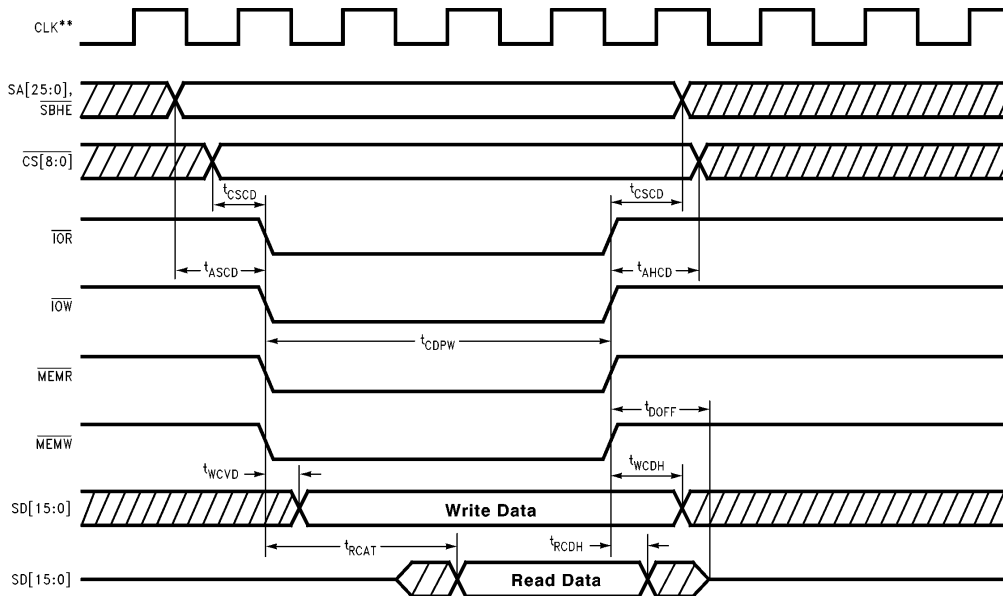 CLK**
SA[25:0],
SBHE
CS[8:0]
tCSCD
tCSCD
IOR
tASCD
tAHCD
IOW
tCDPW
MEMR
tDOFF
MEMW
tWCVD
tWCDH
SD[15:0]
Write Data
tRCAT
tRCDH
SD[15:0]
Read Data